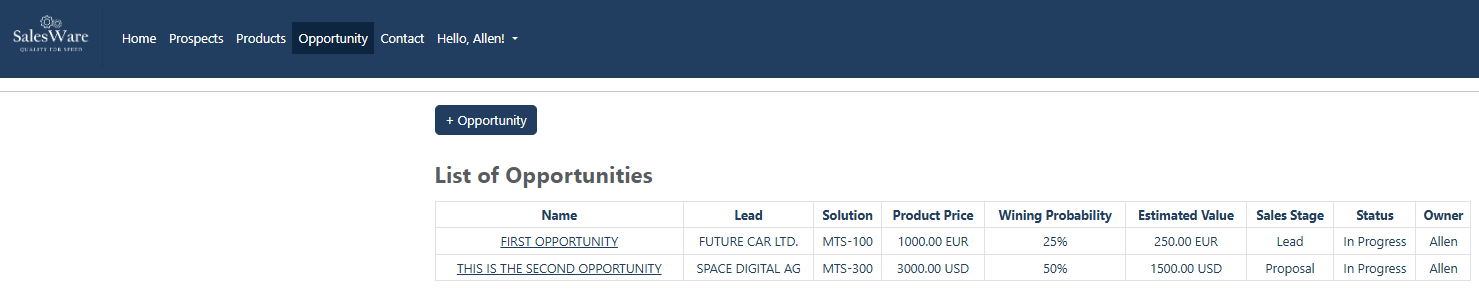 SalesWare
QUALITY FOR SPEED
Home Prospects Products Opportunity Contact Hello, Allen!
+ Opportunity
List of Opportunities
Name Lead Solution Product Price Wining Probability Estimated Value Sales Stage Status Owner
FIRST OPPORTUNITY FUTURE CAR LTD. MTS-100 1000.00 EUR 25% 250.00 EUR Lead In Progress Allen
THIS IS THE SECOND OPPORTUNITY SPACE DIGITAL AG MTS-300 3000.00 USD 50% 1500.00 USD Proposal In Progress Allen